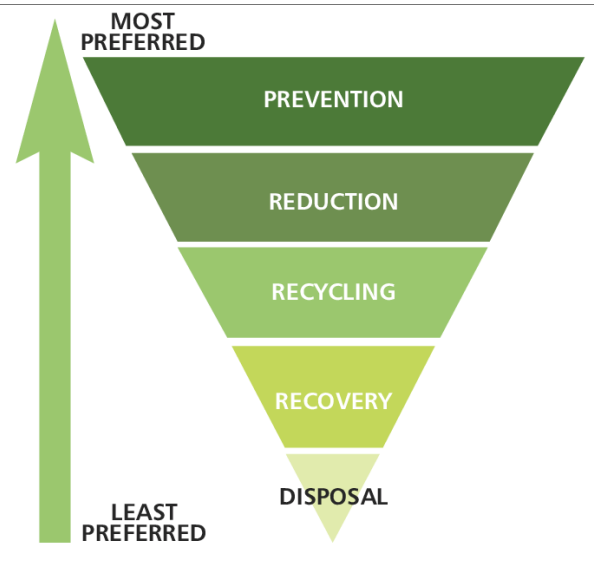 MOST
PREFERRED
PREVENTION
REDUCTION
RECYCLING
RECOVERY
DISPOSAL
LEAST
PREFERRED